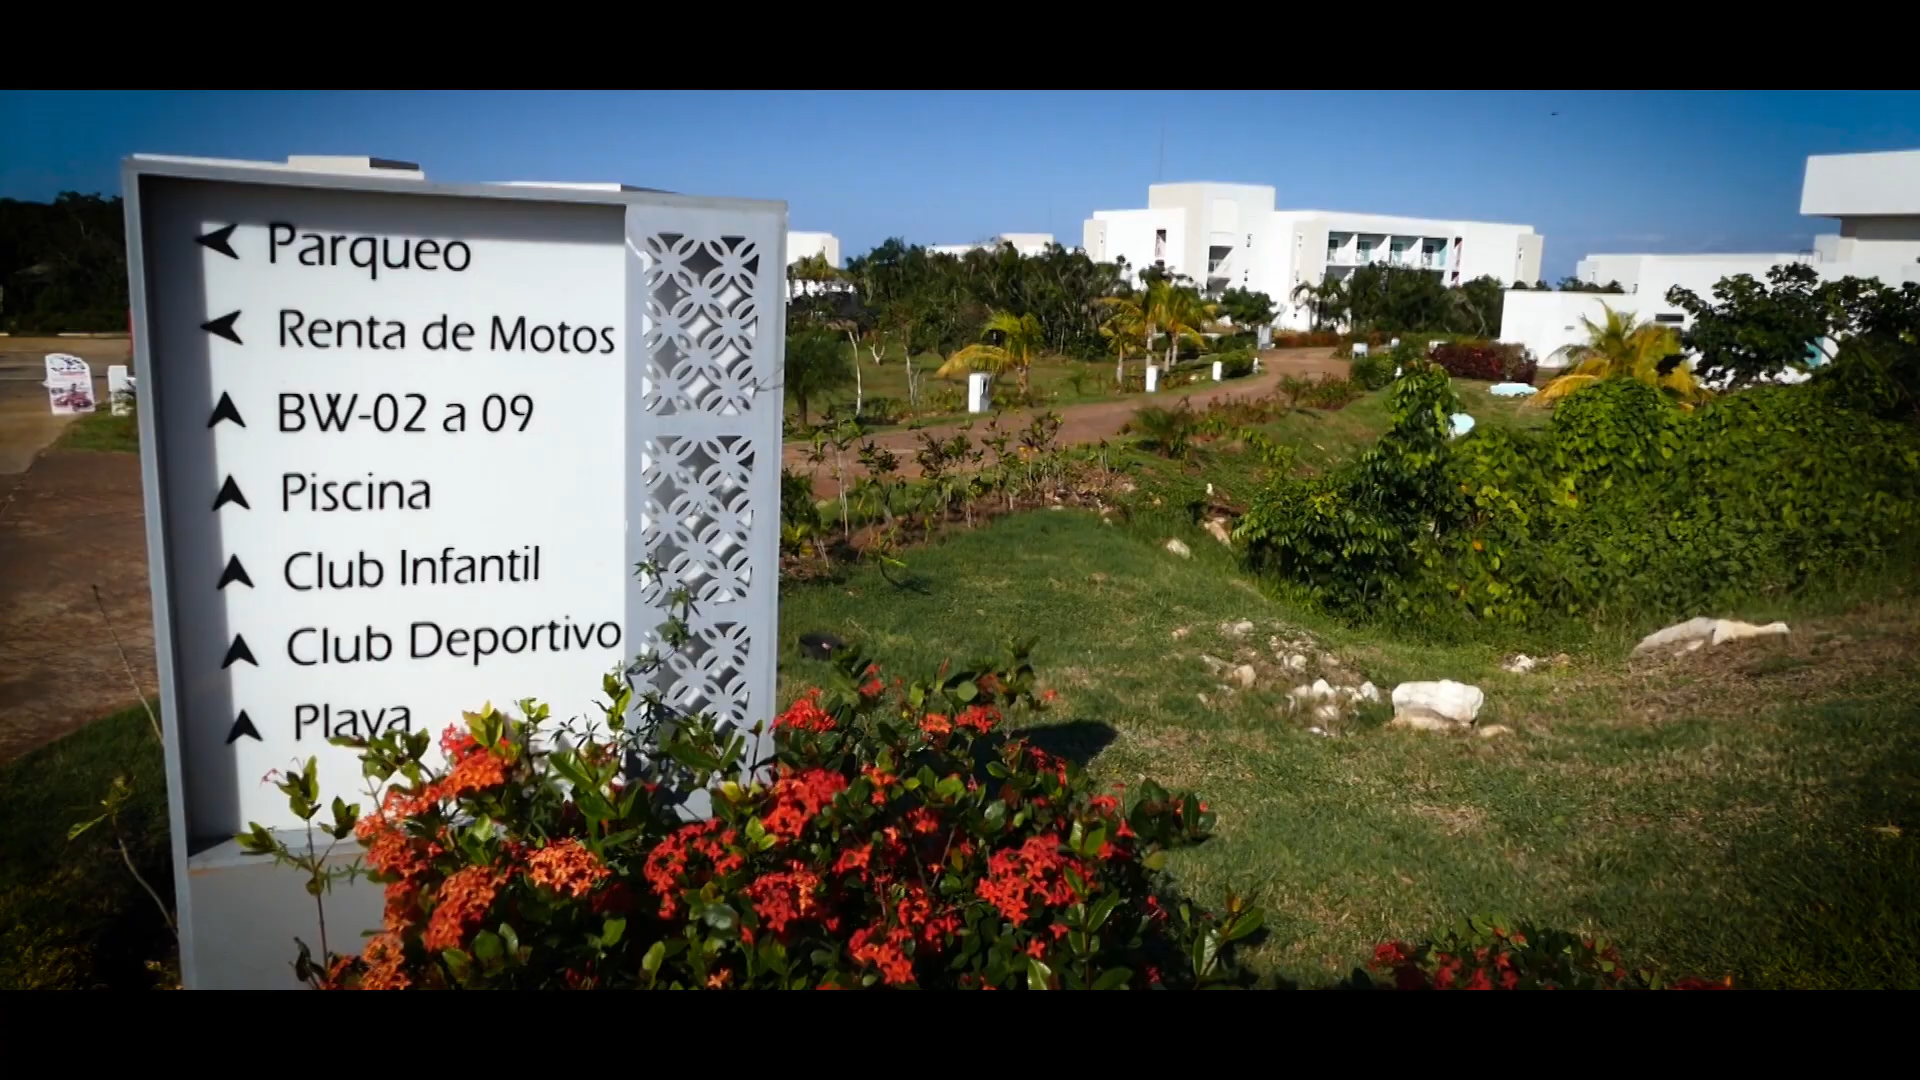 Parqueo
Renta de Motos
BW-02 a 09
Piscina
Club Infantil
Club Deportivo
Playa